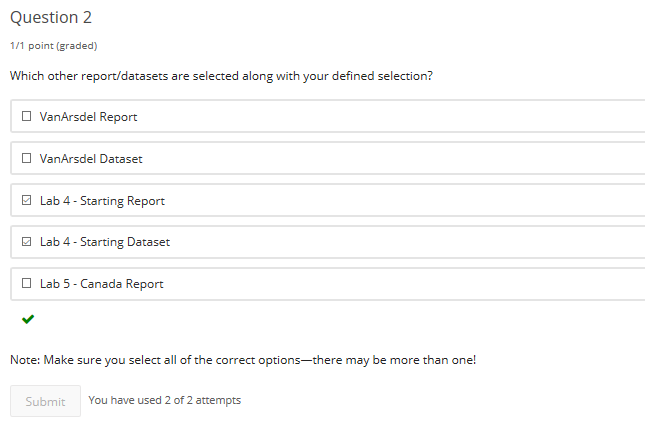 Question 2
1/1 point (graded)
Which other report/datasets are selected along with your defined selection?
VanArsdel Report
VanArsdel Dataset
Lab 4 - Starting Report
Lab 4 - Starting Dataset
Lab 5 - Canada Report
Note: Make sure you select all of the correct options—there may be more than one!
Submit
You have used 2 of 2 attempts